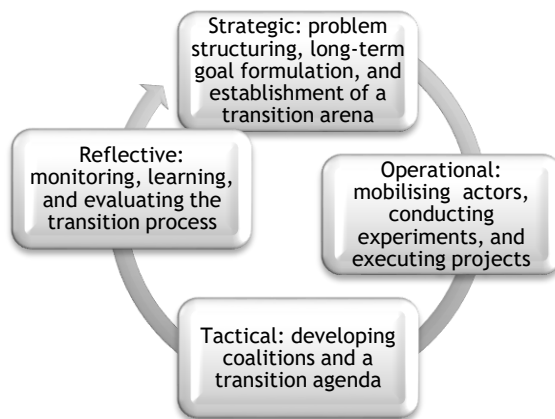 Strategic: problem
structuring, long-term
goal formulation, and
establishment of a
transition arena
Operational:
mobilising actors,
conducting
experiments, and
executing projects
Tactical: developing
coalitions and a
transition agenda
Reflective:
monitoring, learning,
and evaluating the
transition process